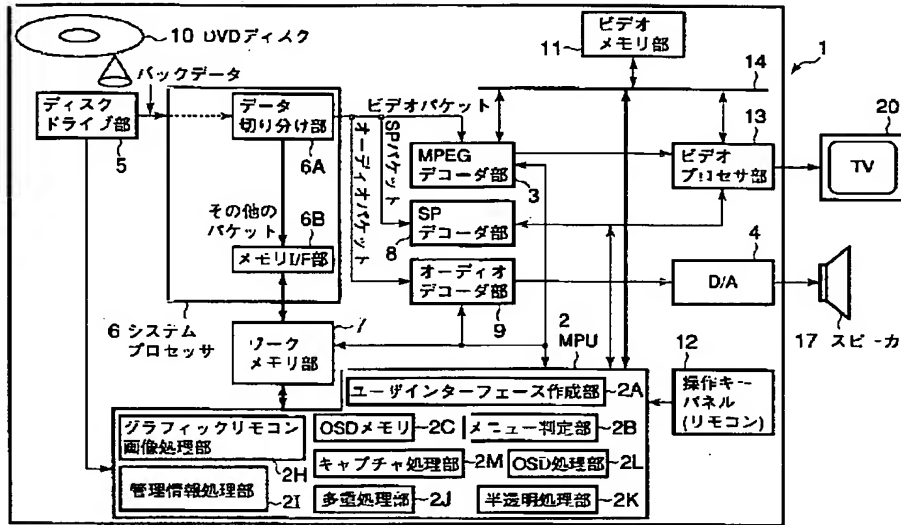 10 DVDディスク
パックデータ
ディスク
ドライブ部
5
データ
切り分け部
6A
その他の
パケット
6B
メモリI/F部
6 システム
プロセッサ
ビデオパケット
SPパケット
オーディオパケット
ビデオ
メモリ部
11
14
1
MPEG
デコーダ部
3
SP
デコーダ部
8
オーディオ
デコーダ部
9
13
ビデオ
プロセサ部
20
TV
4
D/A
17 スピーカ
7
ワーク
メモリ部
2
MPU
12
操作キー
パネル
(リモコン)
ユーザインターフェース作成部
2A
グラフィックリモコン
画像処理部
2H
OSDメモリ
2C
メニュー判定部
2B
キャプチャ処理部
2M
OSD処理部
2L
管理情報処理部
2I
多重処理部
2J
半透明処理部
2K